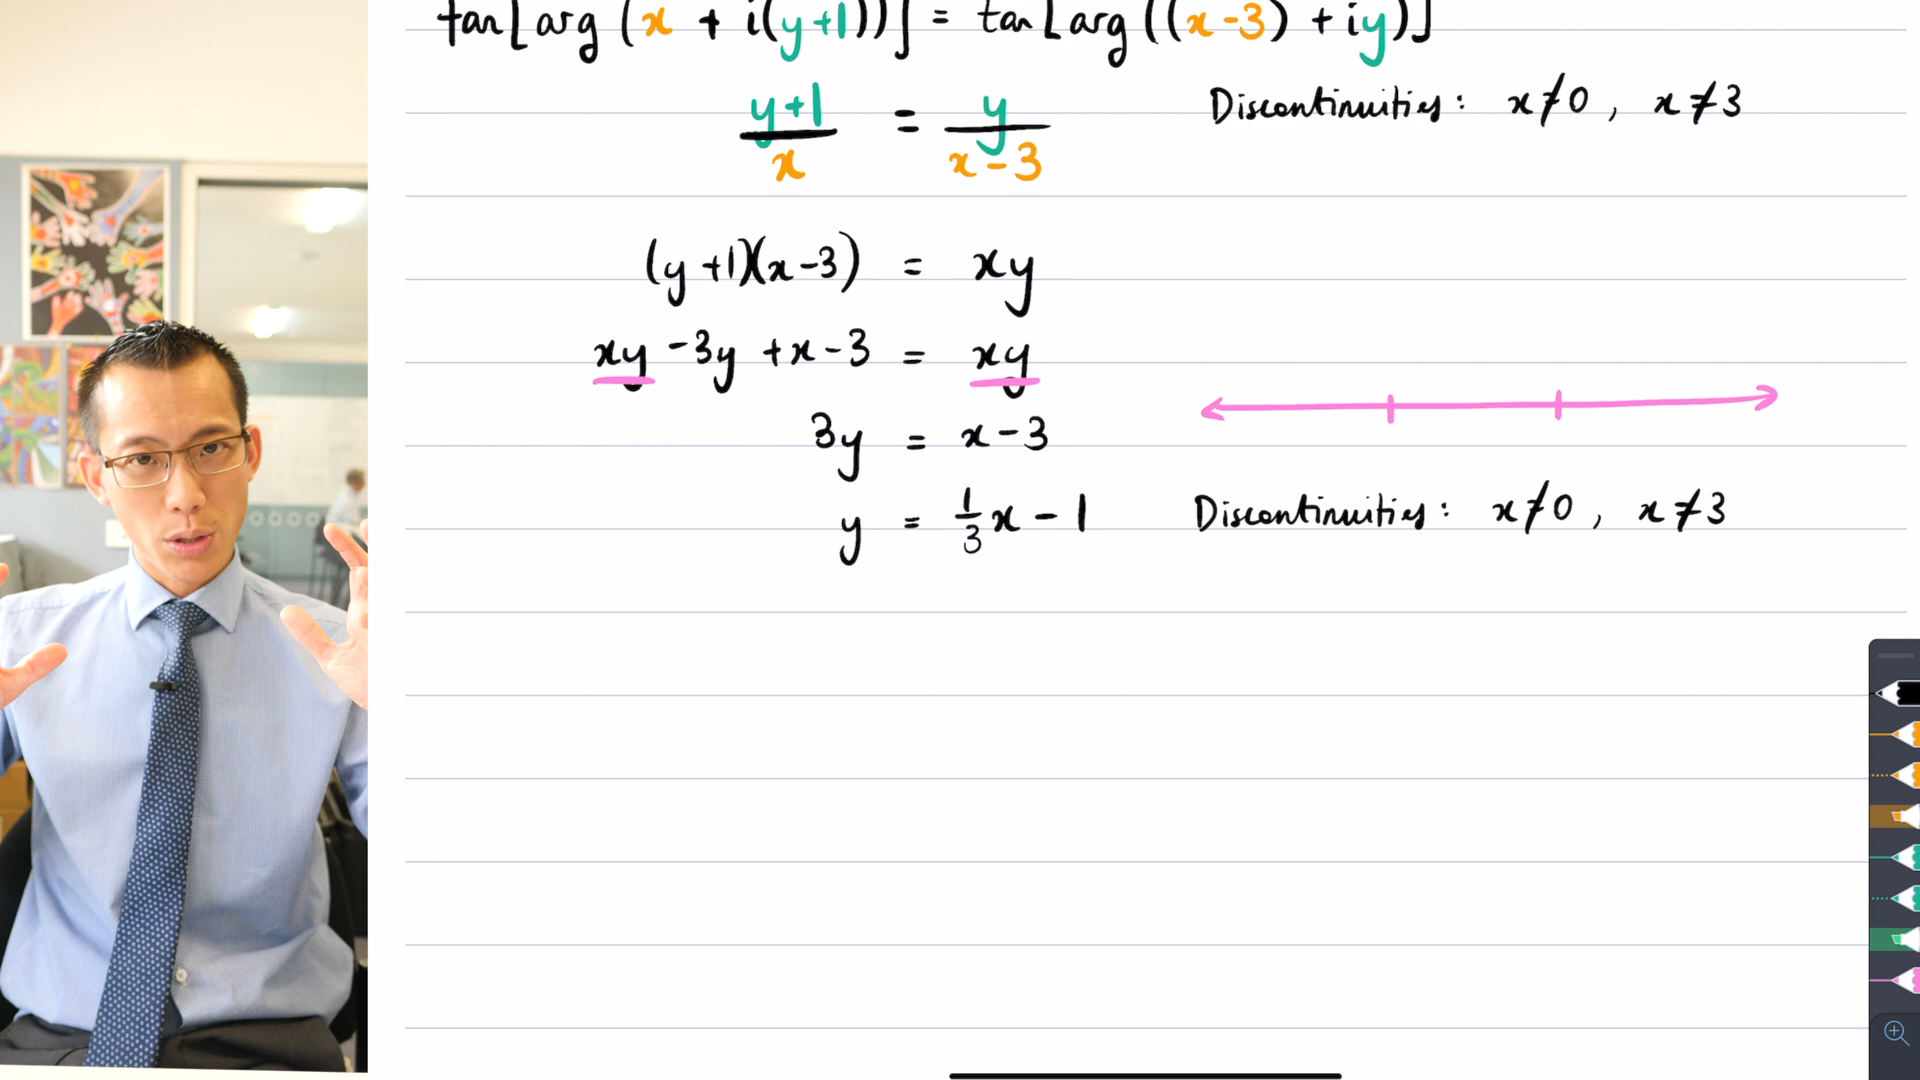 tan[arg(x + i(y+1))] = tan[arg((x-3) + iy)]
(y+1)/x = y/(x-3)
Discontinuities: x≠0, x≠3
(y+1)(x-3) = xy
xy -3y +x -3 = xy
3y = x-3
y = 1/3 x - 1
Discontinuities: x≠0, x≠3